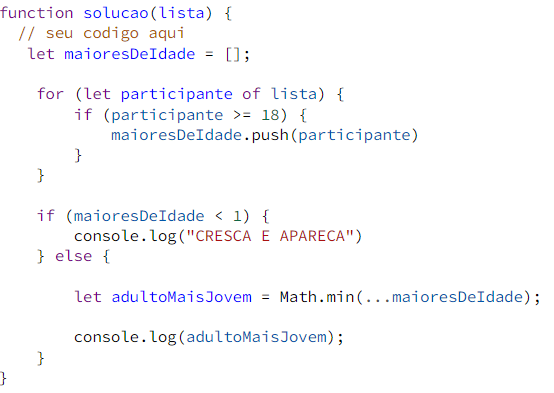 function solucao(lista) {
// seu codigo aqui
let maioresDeIdade = [];
for (let participante of lista) {
if (participante >= 18) {
maioresDeIdade.push(participante)
}
}
if (maioresDeIdade < 1) {
console.log("CRESCA E APARECA")
} else {
let adultoMaisJovem = Math.min(...maioresDeIdade);
console.log(adultoMaisJovem);
}
}